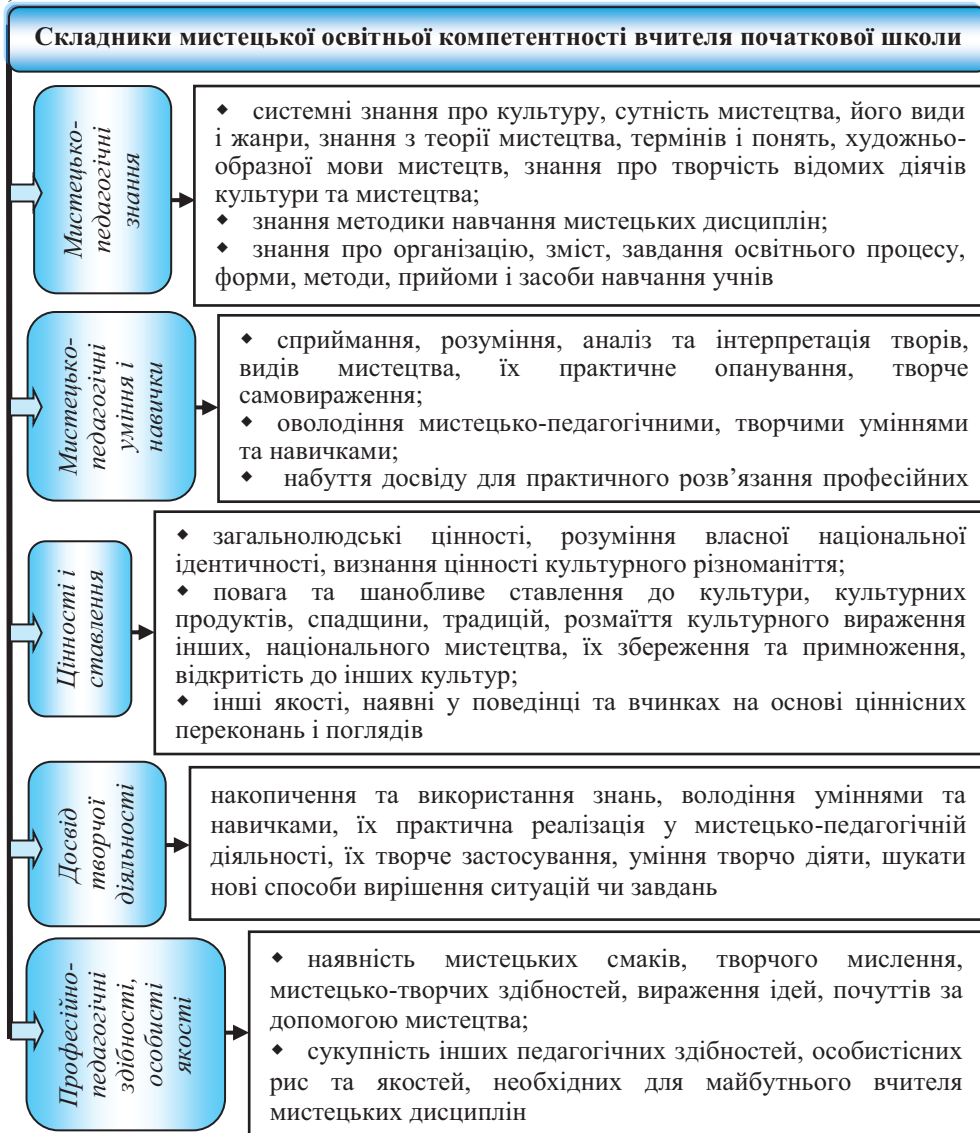 Складники мистецької освітньої компетентності вчителя початкової школи
Мистецько-
педагогічні
знання
◆ системні знання про культуру, сутність мистецтва, його види
і жанри, знання з теорії мистецтва, термінів і понять, художньо-
образної мови мистецтв, знання про творчість відомих діячів
культури та мистецтва;
◆ знання методики навчання мистецьких дисциплін;
◆ знання про організацію, зміст, завдання освітнього процесу,
форми, методи, прийоми і засоби навчання учнів
Мистецько-
педагогічні
уміння і
навички
◆ сприймання, розуміння, аналіз та інтерпретація творів,
видів мистецтва, їх практичне опанування, творче
самовираження;
◆ оволодіння мистецько-педагогічними, творчими уміннями
та навичками;
◆ набуття досвіду для практичного розв’язання професійних
Цінності і
ставлення
◆ загальнолюдські цінності, розуміння власної національної
ідентичності, визнання цінності культурного різноманіття;
◆ повага та шанобливе ставлення до культури, культурних
продуктів, спадщини, традицій, розмаїття культурного вираження
інших, національного мистецтва, їх збереження та примноження,
відкритість до інших культур;
◆ інші якості, наявні у поведінці та вчинках на основі ціннісних
переконань і поглядів
Досвід
творчої
діяльності
накопичення та використання знань, володіння уміннями та
навичками, їх практична реалізація у мистецько-педагогічній
діяльності, їх творче застосування, уміння творчо діяти, шукати
нові способи вирішення ситуацій чи завдань
Професійно-
педагогічні
здібності,
особисті
якості
◆ наявність мистецьких смаків, творчого мислення,
мистецько-творчих здібностей, вираження ідей, почуттів за
допомогою мистецтва;
◆ сукупність інших педагогічних здібностей, особистісних
рис та якостей, необхідних для майбутнього вчителя
мистецьких дисциплін